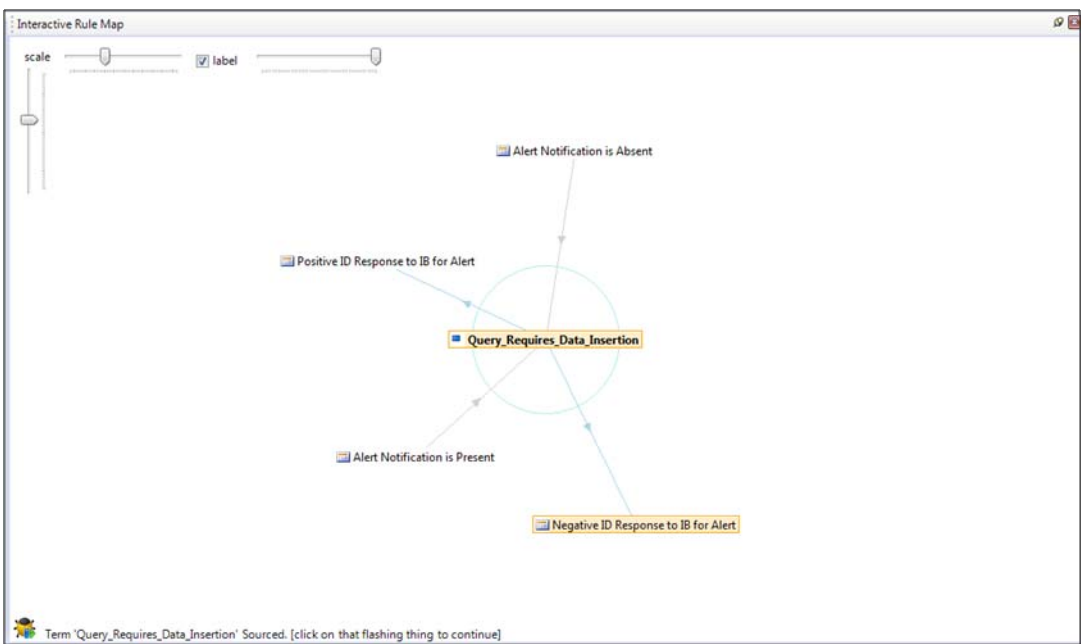 Interactive Rule Map
scale
label
Alert Notification is Absent
Positive ID Response to IB for Alert
Query_Requires_Data_Insertion
Alert Notification is Present
Negative ID Response to IB for Alert
Term 'Query_Requires_Data_Insertion' Sourced. [click on that flashing thing to continue]